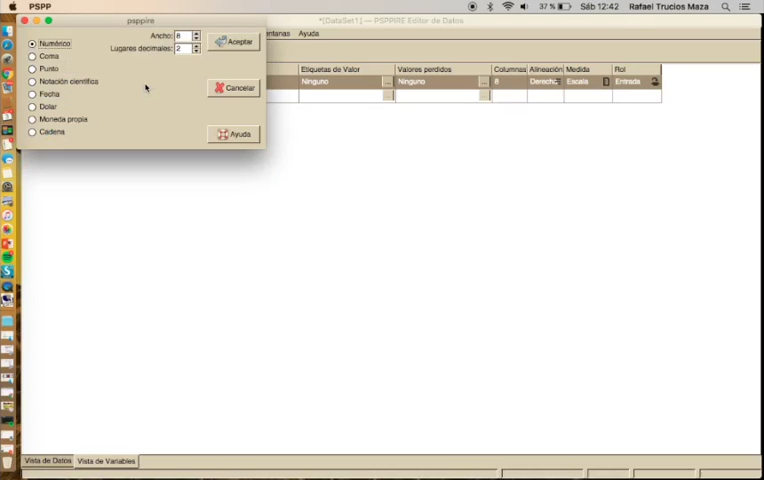 PSPP 37 % Sáb 12:42 Rafael Trucios Maza
psppire
*[DataSet1] — PSPPIRE Editor de Datos
entanas Ayuda
Numérico
Coma
Punto
Notación científica
Fecha
Dolar
Moneda propia
Cadena
Ancho: 8
Lugares decimales: 2
Aceptar
Cancelar
Ayuda
Etiquetas de Valor Valores perdidos Columnas Alineación Medida Rol
Ninguno ... Ninguno ... 8 Derecha Escala Entrada
... ...
Vista de Datos Vista de Variables